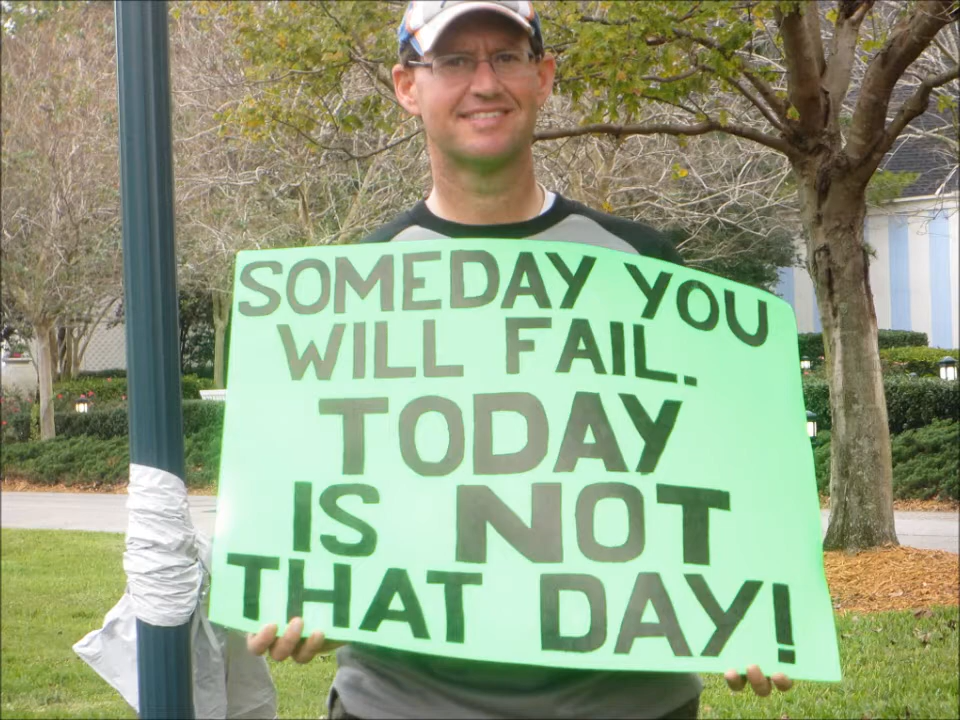 SOMEDAY YOU
WILL FAIL.
TODAY
IS NOT
THAT DAY!